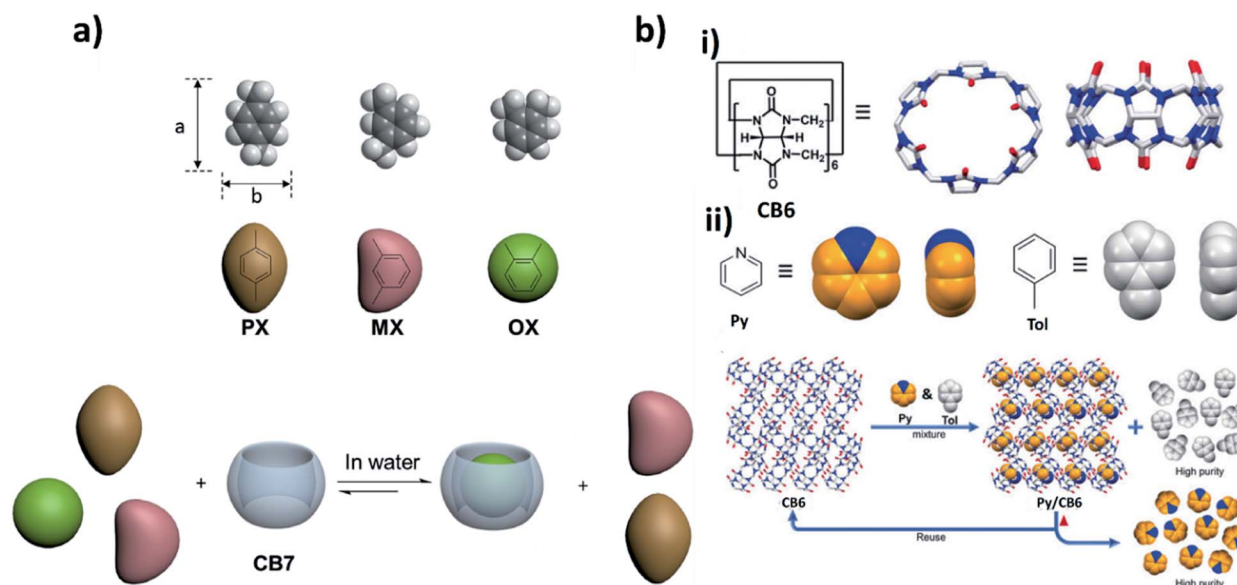 a)
a
b
PX
MX
OX
+
In water
+
CB7
b)
i)
O
N
N
CH₂
H
H
≡
N
N
CH₂
6
O
CB6
ii)
N
≡
Py
≡
Tol
Py
&
Tol
mixture
+
High purity
CB6
Py/CB6
Reuse
High purity